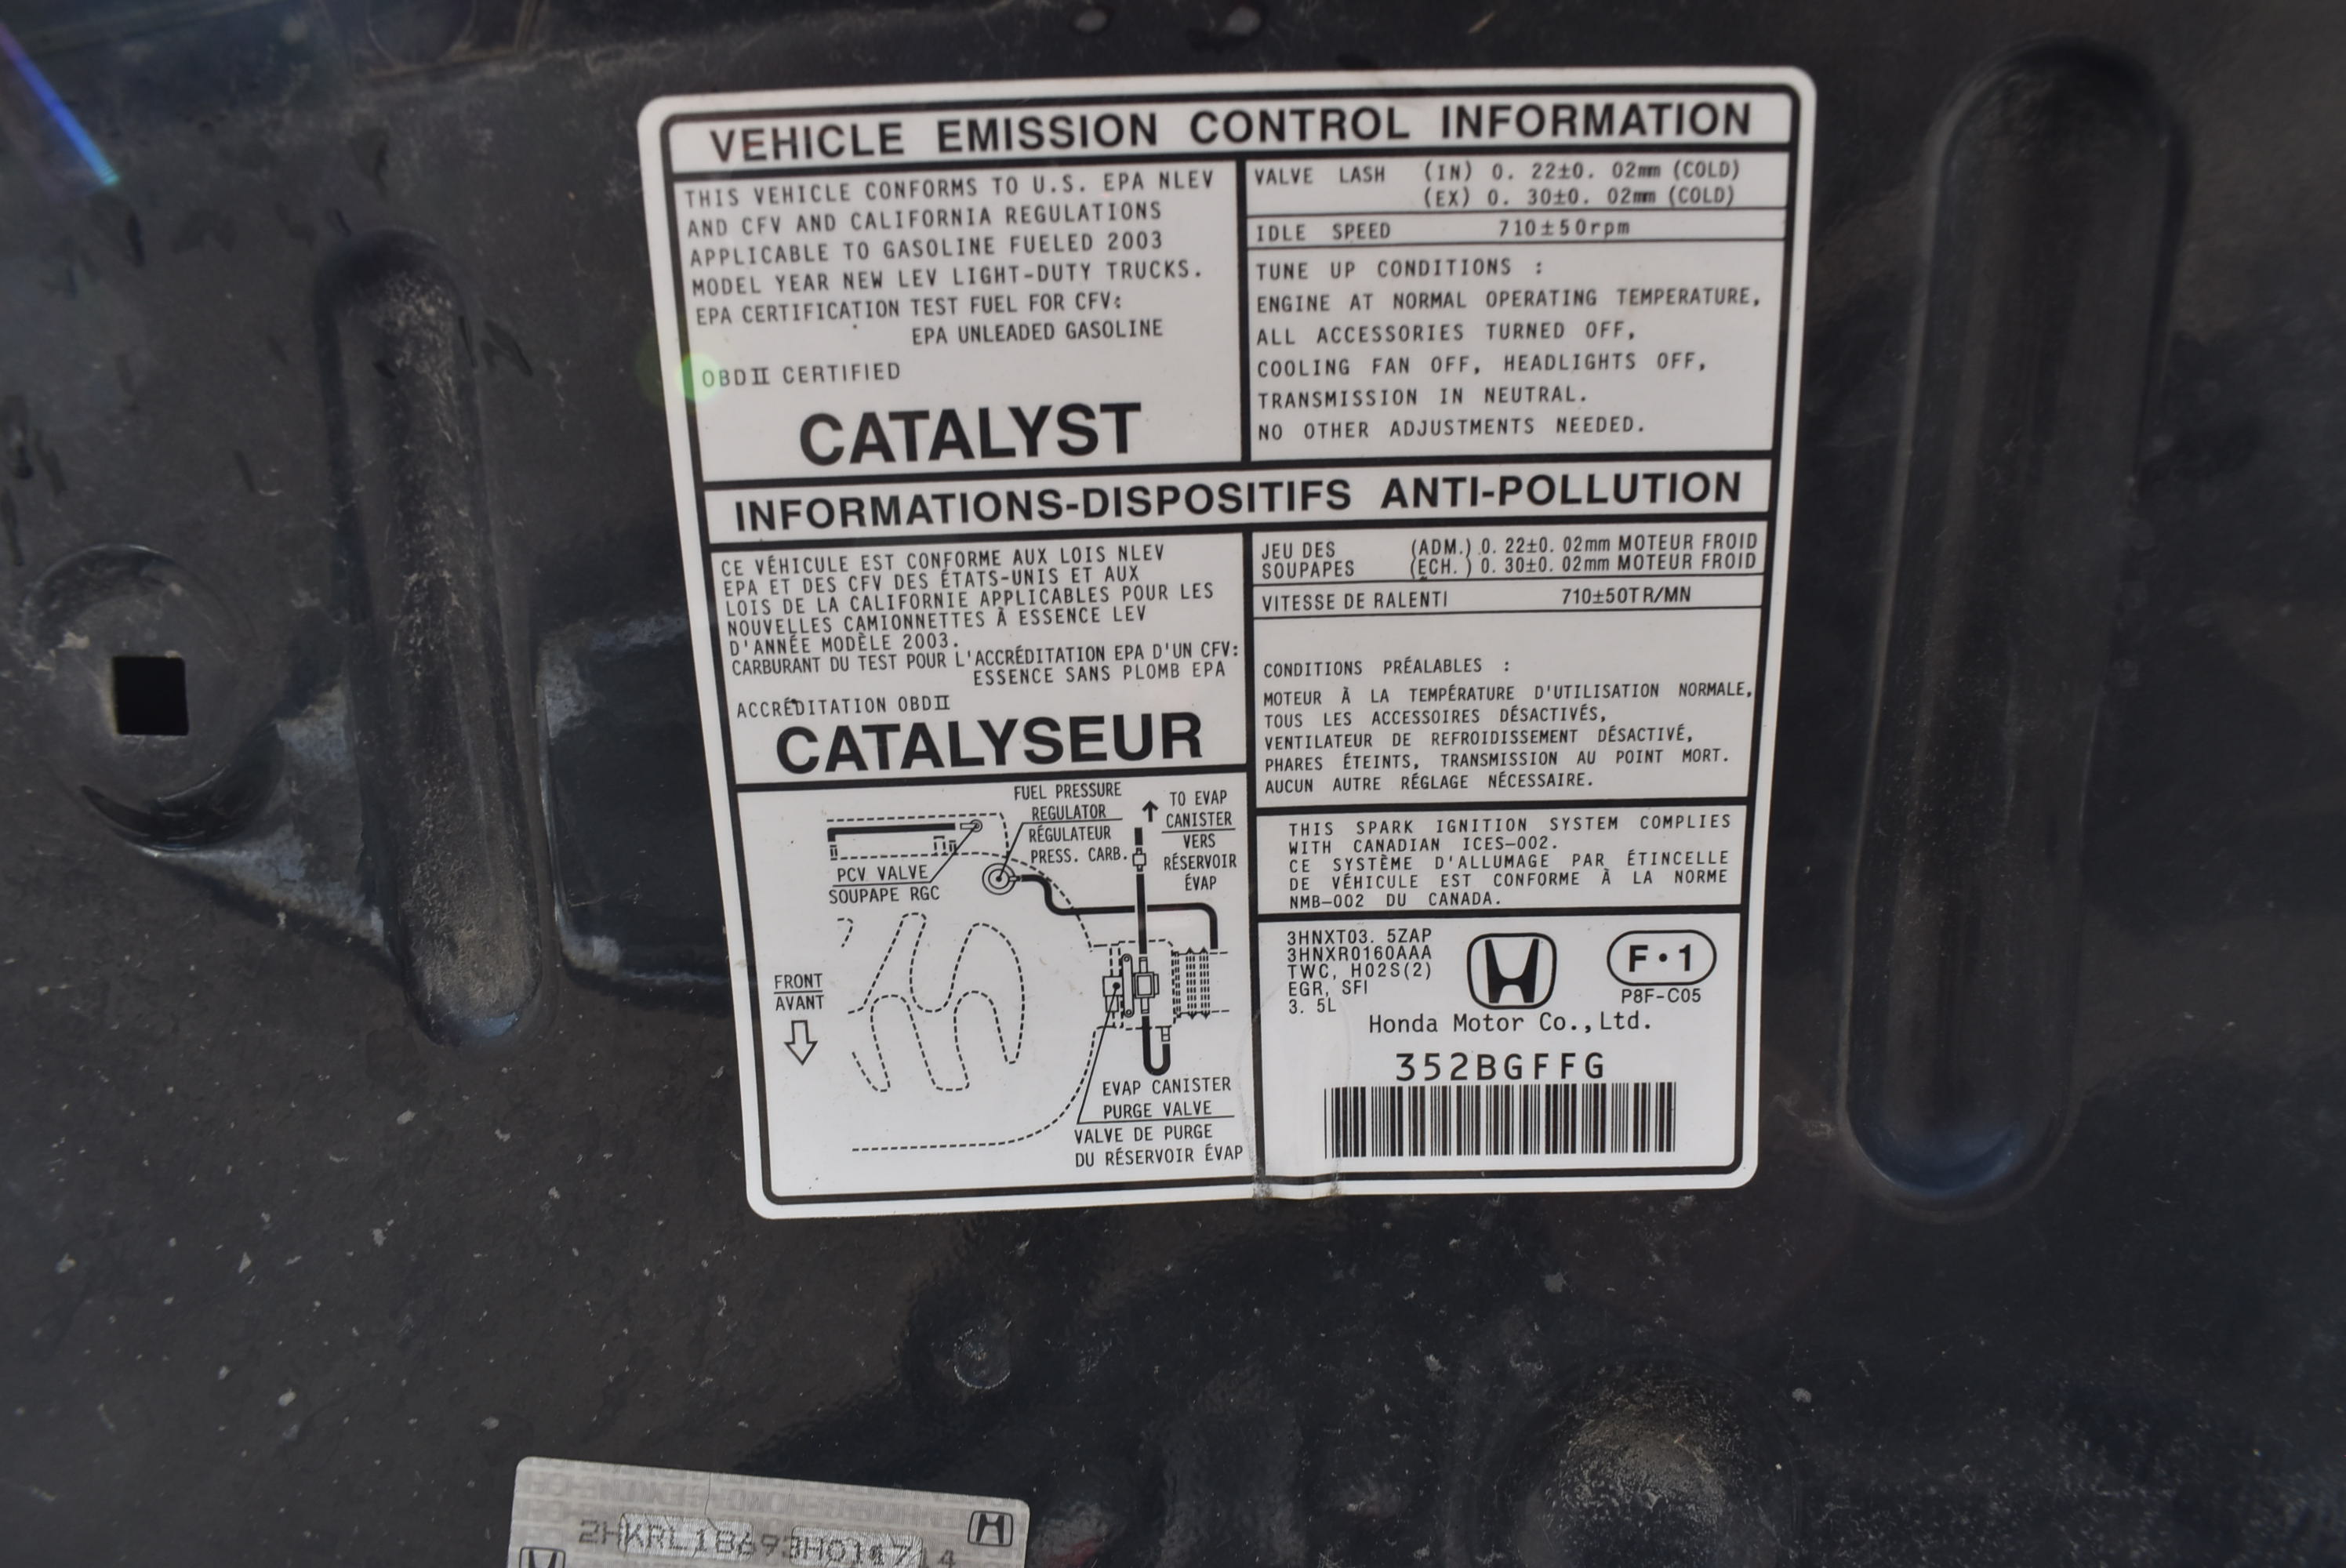 VEHICLE EMISSION CONTROL INFORMATION
THIS VEHICLE CONFORMS TO U.S. EPA NLEV
AND CFV AND CALIFORNIA REGULATIONS
APPLICABLE TO GASOLINE FUELED 2003
MODEL YEAR NEW LEV LIGHT-DUTY TRUCKS.
EPA CERTIFICATION TEST FUEL FOR CFV:
EPA UNLEADED GASOLINE
OBDⅡ CERTIFIED
CATALYST
VALVE LASH (IN) 0. 22±0. 02mm (COLD)
(EX) 0. 30±0. 02mm (COLD)
IDLE SPEED 710±50rpm
TUNE UP CONDITIONS :
ENGINE AT NORMAL OPERATING TEMPERATURE,
ALL ACCESSORIES TURNED OFF,
COOLING FAN OFF, HEADLIGHTS OFF,
TRANSMISSION IN NEUTRAL.
NO OTHER ADJUSTMENTS NEEDED.
INFORMATIONS-DISPOSITIFS ANTI-POLLUTION
CE VÉHICULE EST CONFORME AUX LOIS NLEV
EPA ET DES CFV DES ÉTATS-UNIS ET AUX
LOIS DE LA CALIFORNIE APPLICABLES POUR LES
NOUVELLES CAMIONNETTES À ESSENCE LEV
D'ANNÉE MODÈLE 2003.
CARBURANT DU TEST POUR L'ACCRÉDITATION EPA D'UN CFV:
ESSENCE SANS PLOMB EPA
ACCRÉDITATION OBDⅡ
CATALYSEUR
JEU DES (ADM.) 0. 22±0. 02mm MOTEUR FROID
SOUPAPES (ECH. ) 0. 30±0. 02mm MOTEUR FROID
VITESSE DE RALENTI 710±50TR/MN
CONDITIONS PRÉALABLES :
MOTEUR À LA TEMPÉRATURE D'UTILISATION NORMALE,
TOUS LES ACCESSOIRES DÉSACTIVÉS,
VENTILATEUR DE REFROIDISSEMENT DÉSACTIVÉ,
PHARES ÉTEINTS, TRANSMISSION AU POINT MORT.
AUCUN AUTRE RÉGLAGE NÉCESSAIRE.
FUEL PRESSURE
REGULATOR
RÉGULATEUR
PRESS. CARB.
TO EVAP
CANISTER
VERS
RÉSERVOIR
ÉVAP
PCV VALVE
SOUPAPE RGC
FRONT
AVANT
EVAP CANISTER
PURGE VALVE
VALVE DE PURGE
DU RÉSERVOIR ÉVAP
THIS SPARK IGNITION SYSTEM COMPLIES
WITH CANADIAN ICES-002.
CE SYSTÈME D'ALLUMAGE PAR ÉTINCELLE
DE VÉHICULE EST CONFORME À LA NORME
NMB-002 DU CANADA.
3HNXT03. 5ZAP
3HNXR0160AAA
TWC, HO2S(2)
EGR, SFI
3. 5L
F·1
P8F-C05
Honda Motor Co.,Ltd.
352BGFFG